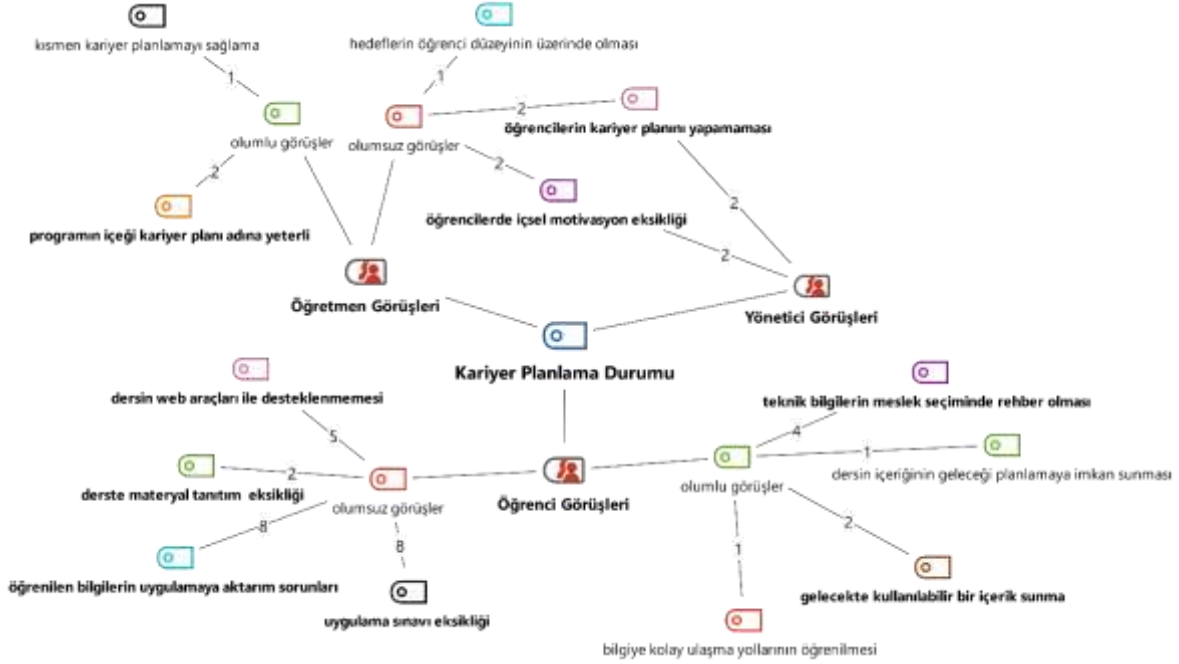 kısmen kariyer planlamayı sağlama
hedeflerin öğrenci düzeyinin üzerinde olması
1
1
2
olumlu görüşler
olumsuz görüşler
öğrencilerin kariyer planını yapamaması
2
2
programın içeği kariyer planı adına yeterli
öğrencilerde içsel motivasyon eksikliği
2
2
Öğretmen Görüşleri
Yönetici Görüşleri
Kariyer Planlama Durumu
dersin web araçları ile desteklenmemesi
teknik bilgilerin meslek seçiminde rehber olması
5
4
1
2
derste materyal tanıtım eksikliği
olumsuz görüşler
Öğrenci Görüşleri
olumlu görüşler
dersin içeriğinin geleceği planlamaya imkan sunması
8
8
2
1
öğrenilen bilgilerin uygulamaya aktarım sorunları
gelecekte kullanılabilir bir içerik sunma
uygulama sınavı eksikliği
bilgiye kolay ulaşma yollarının öğrenilmesi